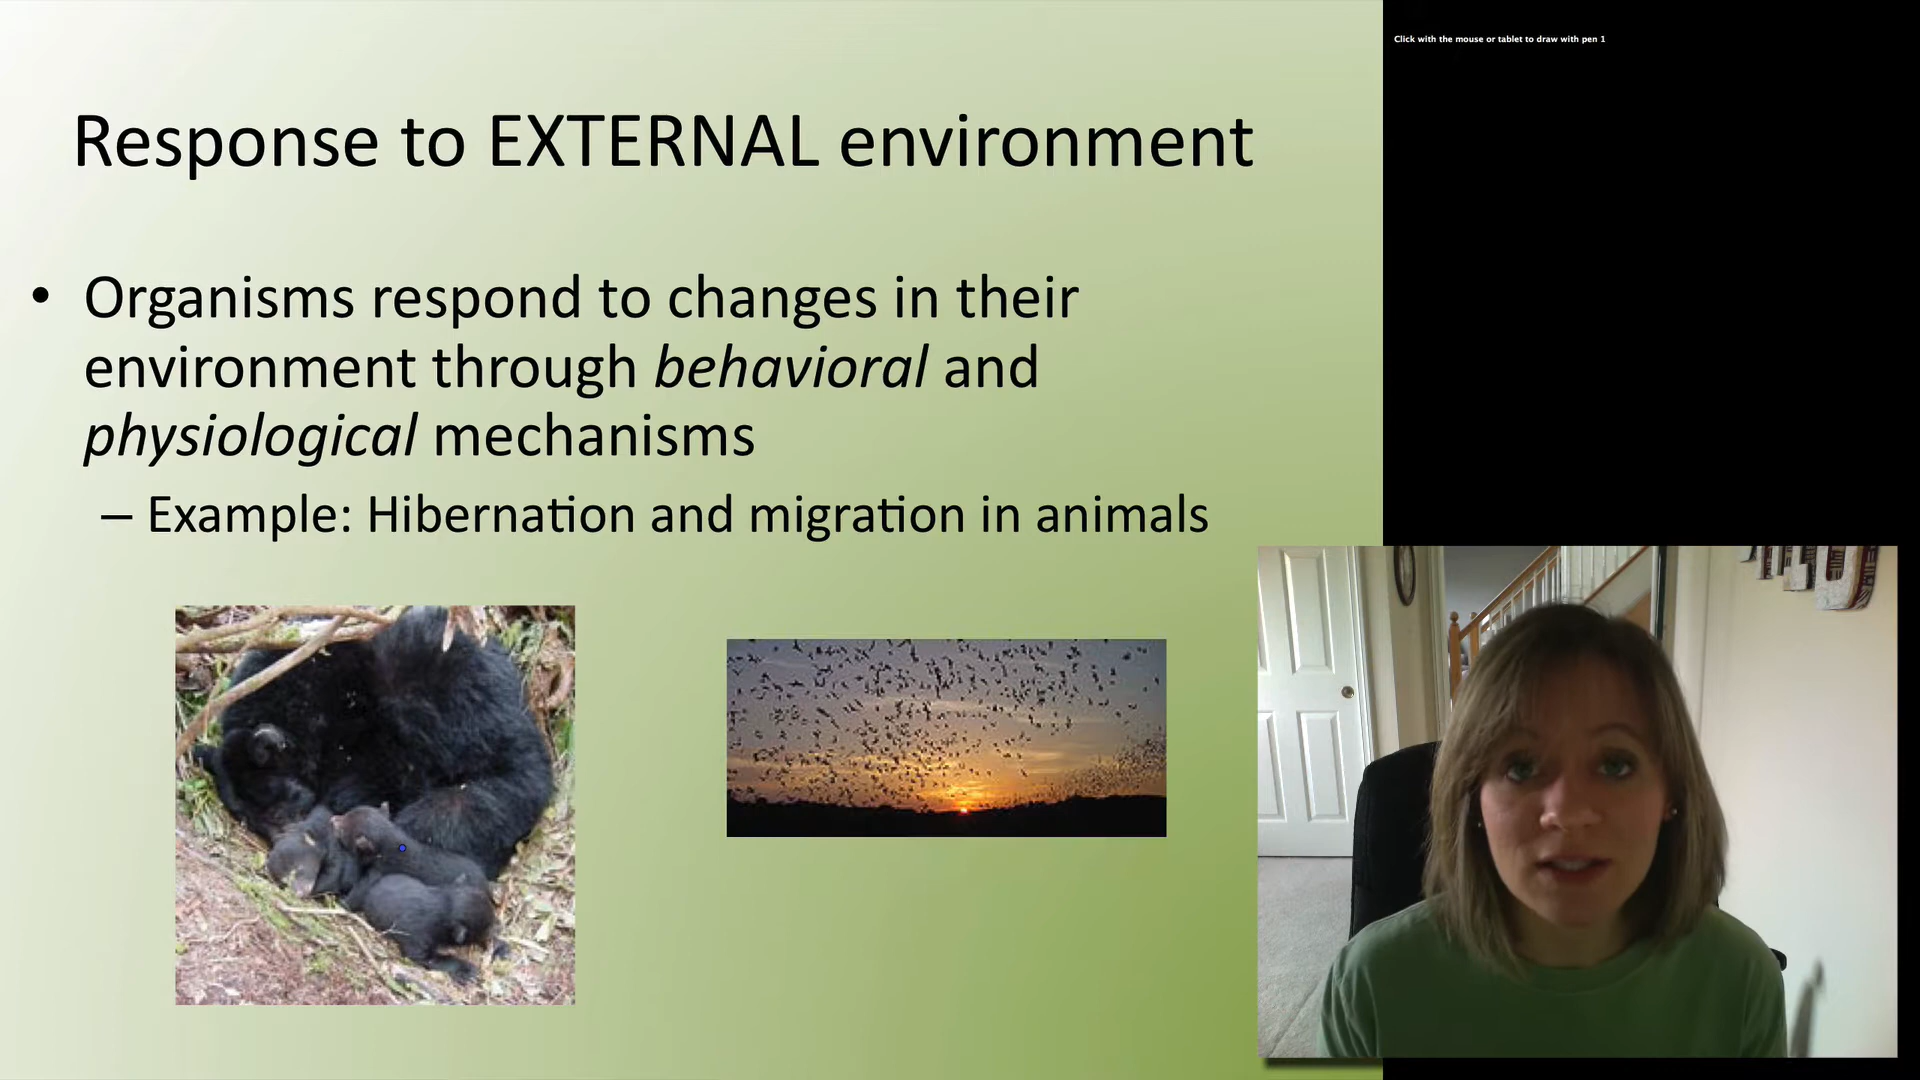 Click with the mouse or tablet to draw with pen 1
Response to EXTERNAL environment
• Organisms respond to changes in their
environment through behavioral and
physiological mechanisms
– Example: Hibernation and migration in animals